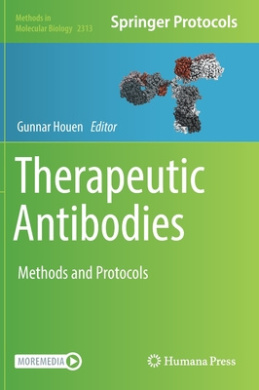 Methods in
Molecular Biology 2313
Springer Protocols
Gunnar Houen Editor
Therapeutic
Antibodies
Methods and Protocols
MOREMEDIA
Humana Press